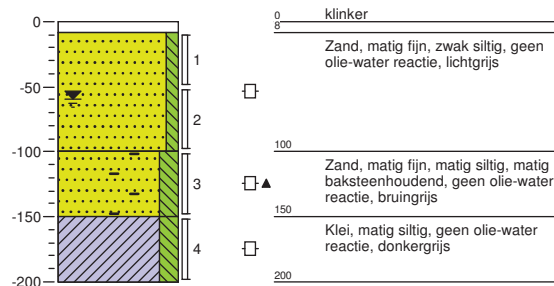 0
-50
-100
-150
-200
1
2
3
4
0
klinker
8
Zand, matig fijn, zwak siltig, geen
olie-water reactie, lichtgrijs
100
Zand, matig fijn, matig siltig, matig
baksteenhoudend, geen olie-water
reactie, bruingrijs
150
Klei, matig siltig, geen olie-water
reactie, donkergrijs
200